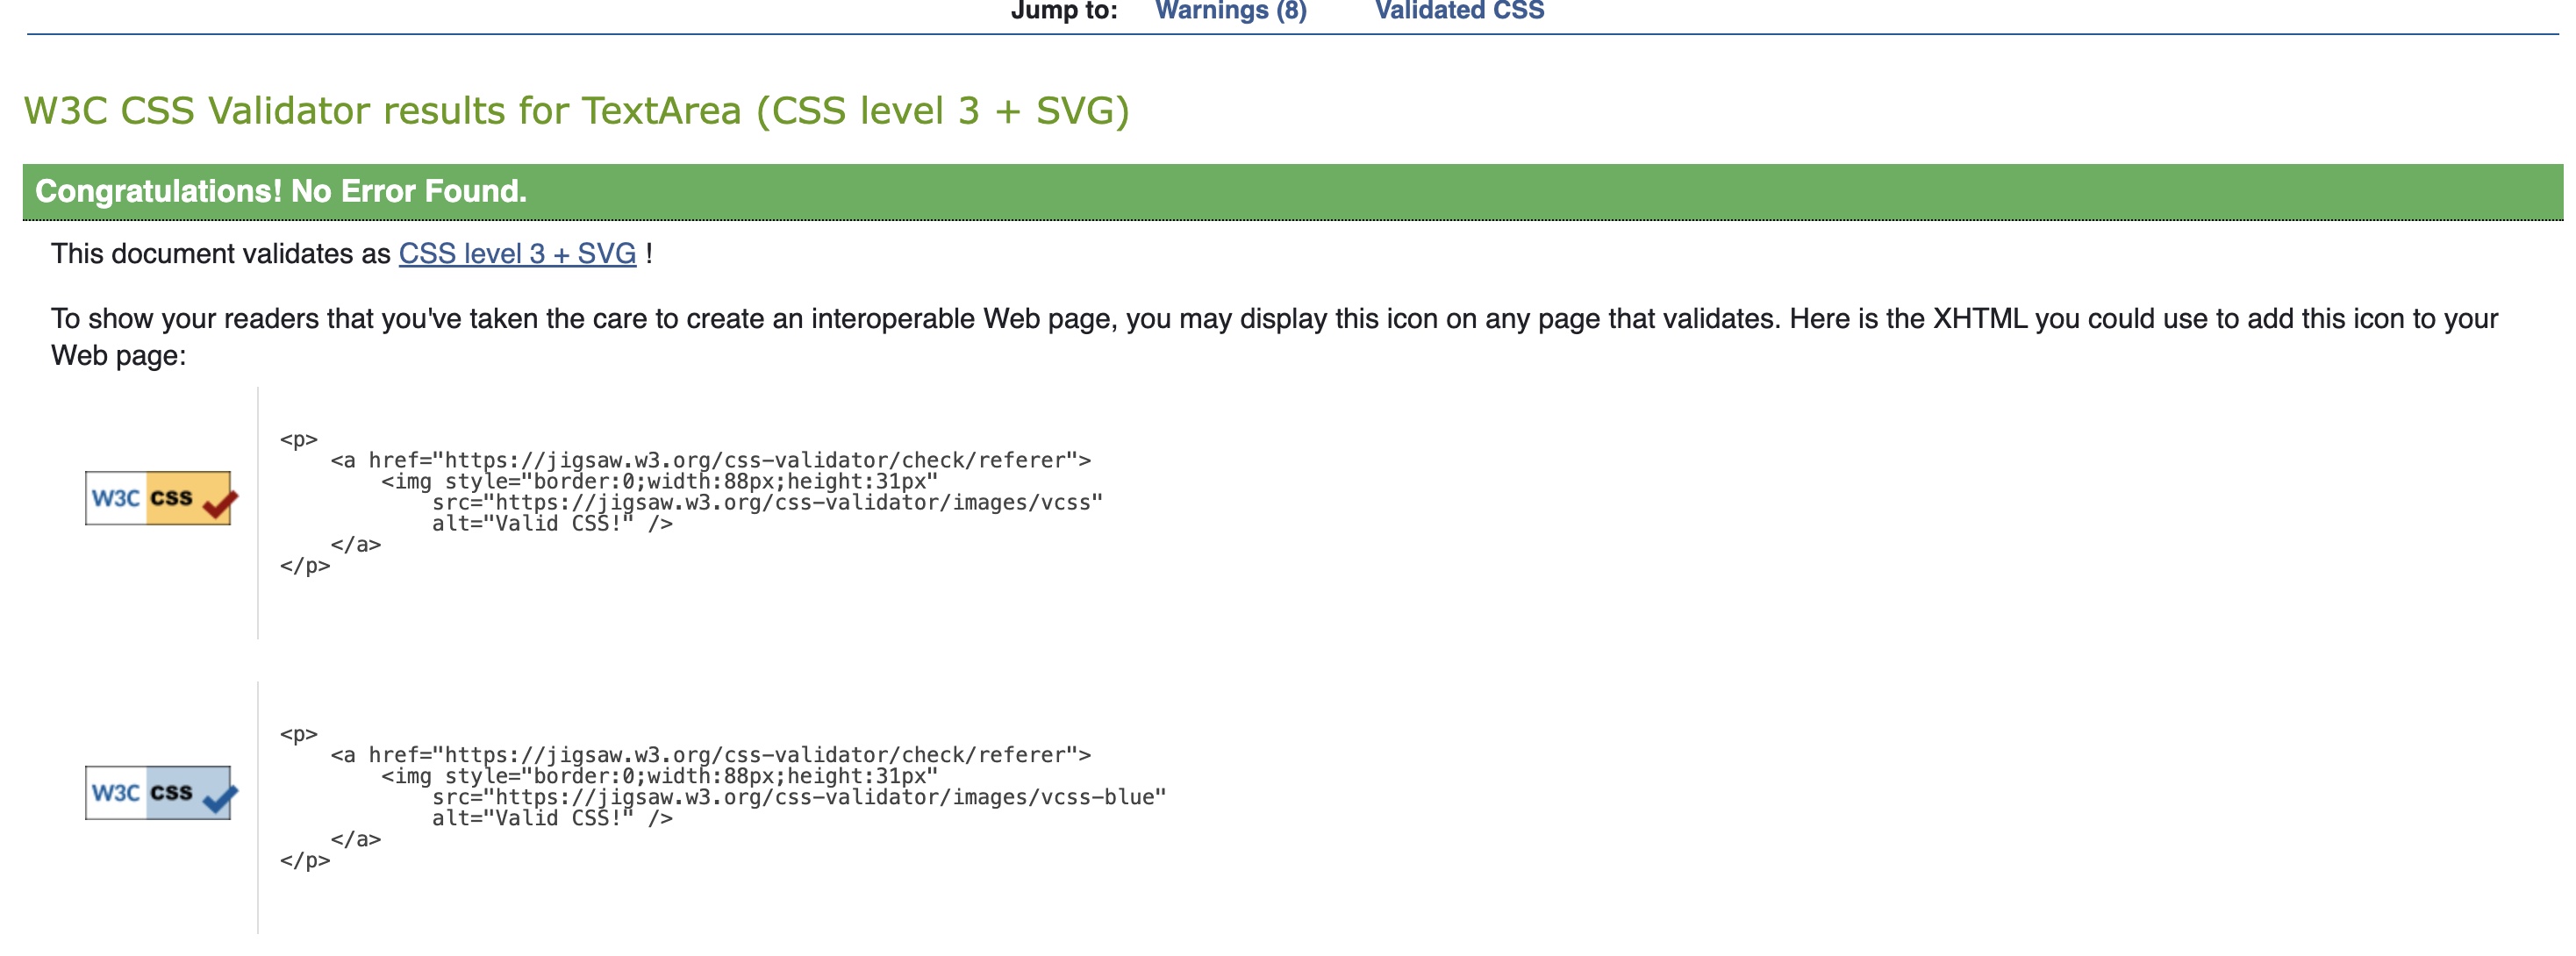 Jump to: Warnings (8) Validated CSS
W3C CSS Validator results for TextArea (CSS level 3 + SVG)
Congratulations! No Error Found.
This document validates as CSS level 3 + SVG !
To show your readers that you've taken the care to create an interoperable Web page, you may display this icon on any page that validates. Here is the XHTML you could use to add this icon to your
Web page:
W3C css
<p>
    <a href="https://jigsaw.w3.org/css-validator/check/referer">
        <img style="border:0;width:88px;height:31px"
            src="https://jigsaw.w3.org/css-validator/images/vcss"
            alt="Valid CSS!" />
    </a>
</p>
W3C css
<p>
    <a href="https://jigsaw.w3.org/css-validator/check/referer">
        <img style="border:0;width:88px;height:31px"
            src="https://jigsaw.w3.org/css-validator/images/vcss-blue"
            alt="Valid CSS!" />
    </a>
</p>